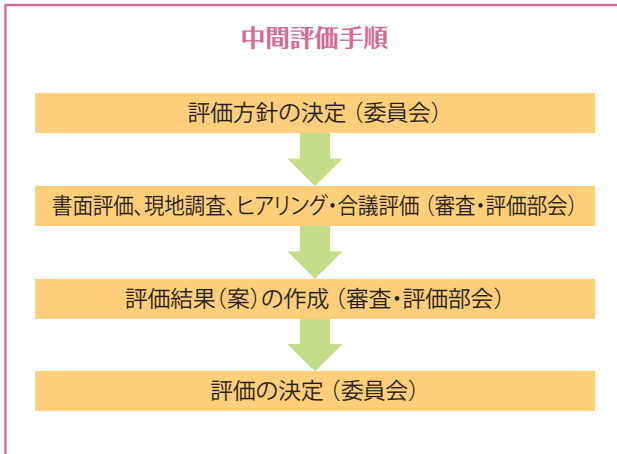 中間評価手順
評価方針の決定（委員会）
書面評価、現地調査、ヒアリング・合議評価（審査・評価部会）
評価結果（案）の作成（審査・評価部会）
評価の決定（委員会）